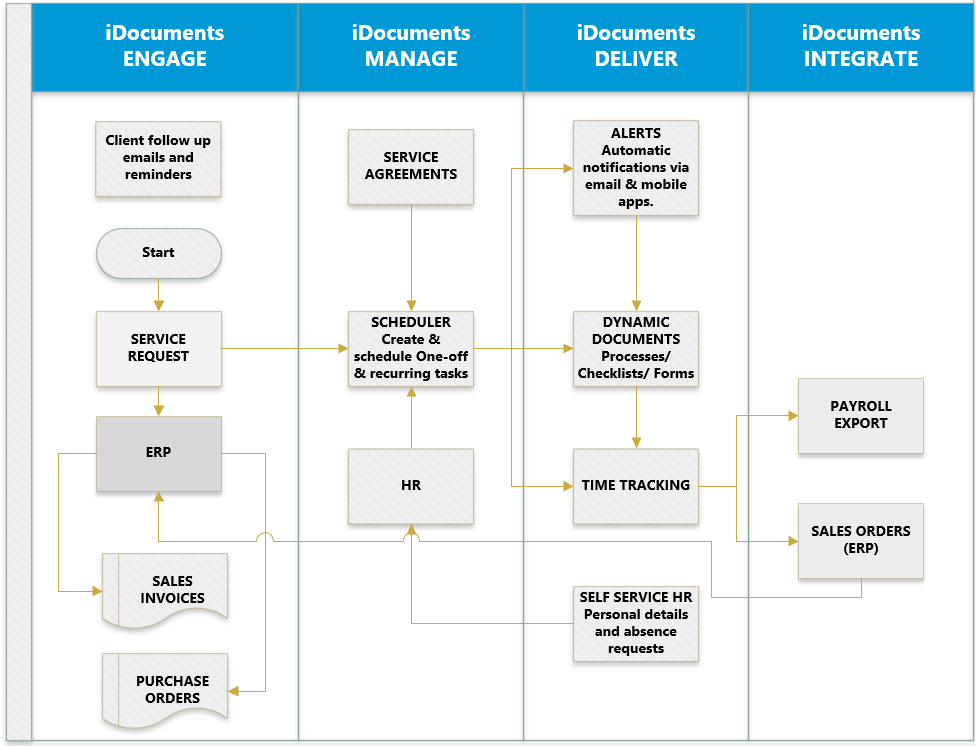 iDocuments
ENGAGE
iDocuments
MANAGE
iDocuments
DELIVER
iDocuments
INTEGRATE
Client follow up
emails and
reminders
Start
SERVICE
REQUEST
ERP
SALES
INVOICES
PURCHASE
ORDERS
SERVICE
AGREEMENTS
SCHEDULER
Create &
schedule One-off
& recurring tasks
HR
ALERTS
Automatic
notifications via
email & mobile
apps.
DYNAMIC
DOCUMENTS
Processes/
Checklists/ Forms
TIME TRACKING
SELF SERVICE HR
Personal details
and absence
requests
PAYROLL
EXPORT
SALES ORDERS
(ERP)